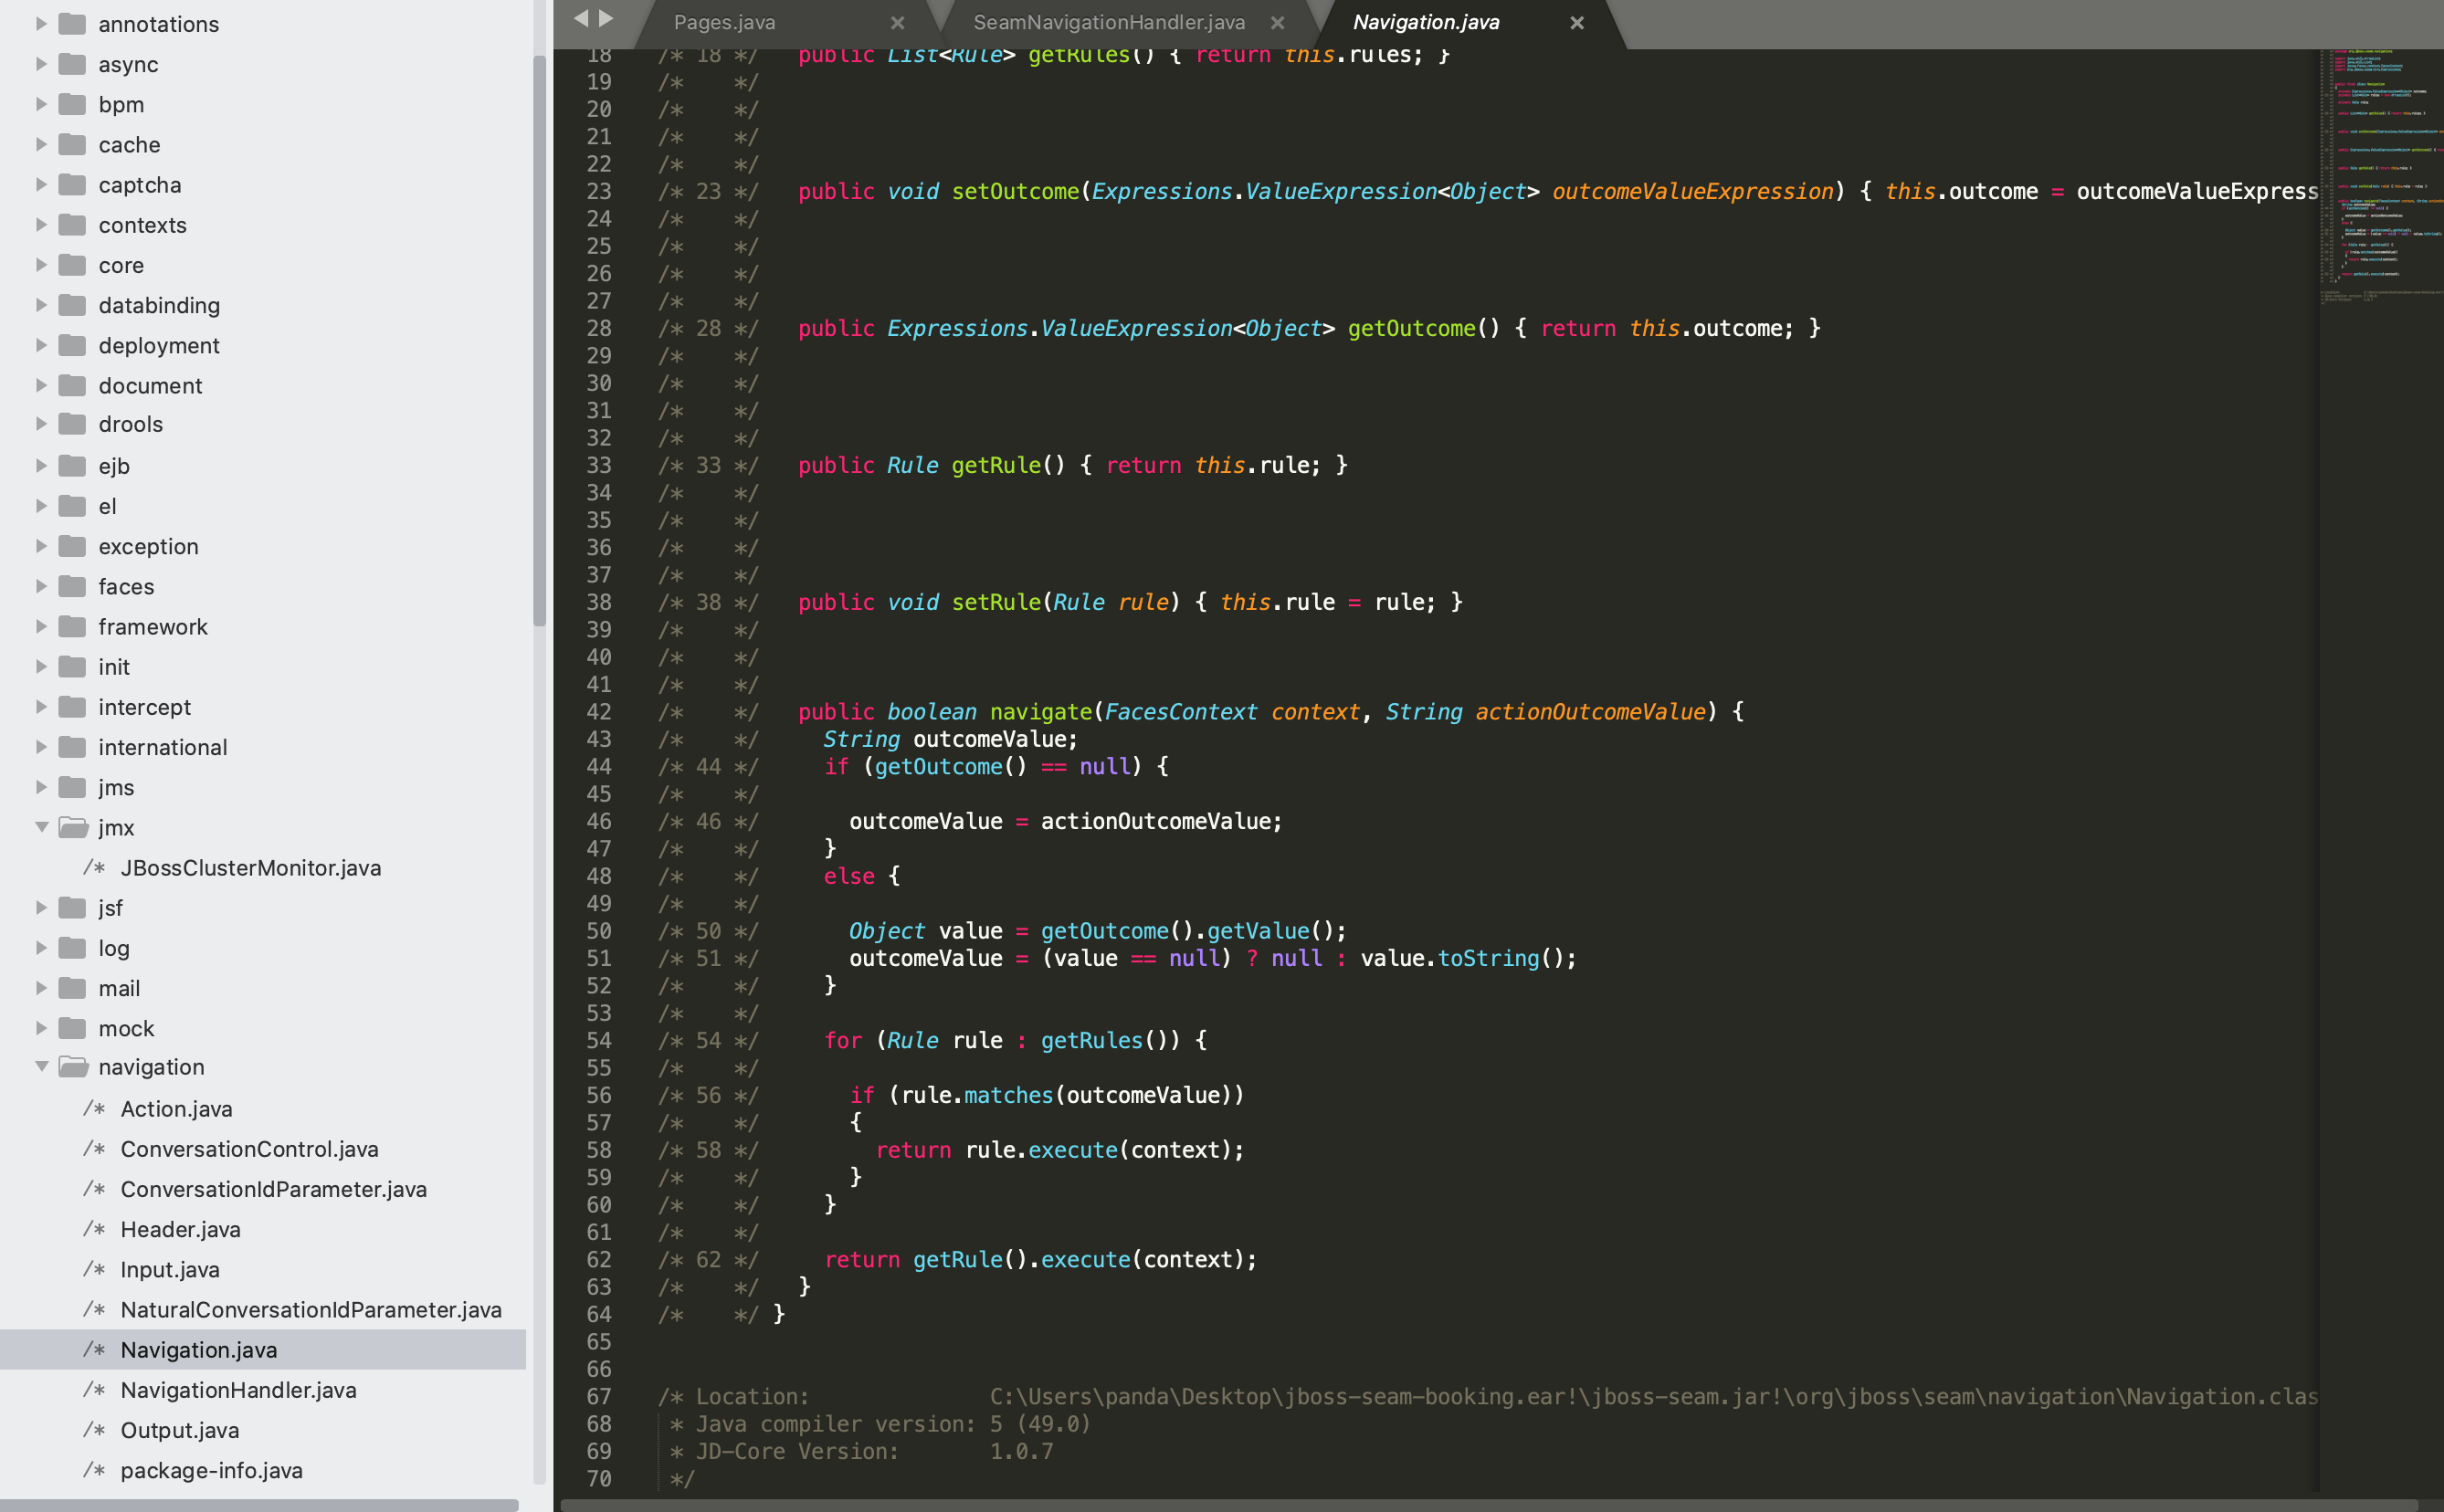 annotations
async
bpm
cache
captcha
contexts
core
databinding
deployment
document
drools
ejb
el
exception
faces
framework
init
intercept
international
jms
jmx
/* JBossClusterMonitor.java
jsf
log
mail
mock
navigation
/* Action.java
/* ConversationControl.java
/* ConversationIdParameter.java
/* Header.java
/* Input.java
/* NaturalConversationIdParameter.java
/* Navigation.java
/* NavigationHandler.java
/* Output.java
/* package-info.java
Pages.java × SeamNavigationHandler.java × Navigation.java ×
18 /* 18 */ public List<Rule> getRules() { return this.rules; }
19 /* */
20 /* */
21 /* */
22 /* */
23 /* 23 */ public void setOutcome(Expressions.ValueExpression<Object> outcomeValueExpression) { this.outcome = outcomeValueExpress
24 /* */
25 /* */
26 /* */
27 /* */
28 /* 28 */ public Expressions.ValueExpression<Object> getOutcome() { return this.outcome; }
29 /* */
30 /* */
31 /* */
32 /* */
33 /* 33 */ public Rule getRule() { return this.rule; }
34 /* */
35 /* */
36 /* */
37 /* */
38 /* 38 */ public void setRule(Rule rule) { this.rule = rule; }
39 /* */
40 /* */
41 /* */
42 /* */ public boolean navigate(FacesContext context, String actionOutcomeValue) {
43 /* */ String outcomeValue;
44 /* 44 */ if (getOutcome() == null) {
45 /* */
46 /* 46 */ outcomeValue = actionOutcomeValue;
47 /* */ }
48 /* */ else {
49 /* */
50 /* 50 */ Object value = getOutcome().getValue();
51 /* 51 */ outcomeValue = (value == null) ? null : value.toString();
52 /* */ }
53 /* */
54 /* 54 */ for (Rule rule : getRules()) {
55 /* */
56 /* 56 */ if (rule.matches(outcomeValue))
57 /* */ {
58 /* 58 */ return rule.execute(context);
59 /* */ }
60 /* */ }
61 /* */
62 /* 62 */ return getRule().execute(context);
63 /* */ }
64 /* */ }
65
66
67 /* Location: C:\Users\panda\Desktop\jboss-seam-booking.ear!\jboss-seam.jar!\org\jboss\seam\navigation\Navigation.clas
68 * Java compiler version: 5 (49.0)
69 * JD-Core Version: 1.0.7
70 */